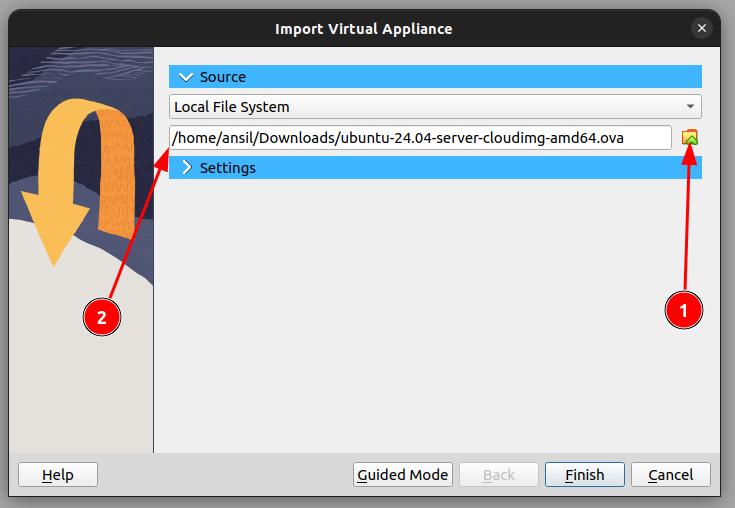 Import Virtual Appliance
Source
Local File System
/home/ansil/Downloads/ubuntu-24.04-server-cloudimg-amd64.ova
Settings
2
1
Help
Guided Mode
Back
Finish
Cancel